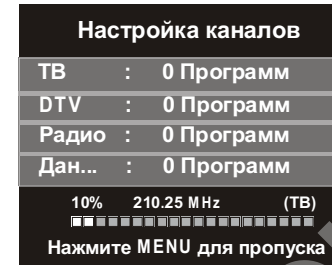 Настройка каналов
ТВ : 0 Программ
DTV : 0 Программ
Радио : 0 Программ
Дан... : 0 Программ
10% 210.25 MHz (ТВ)
Нажмите MENU для пропуска